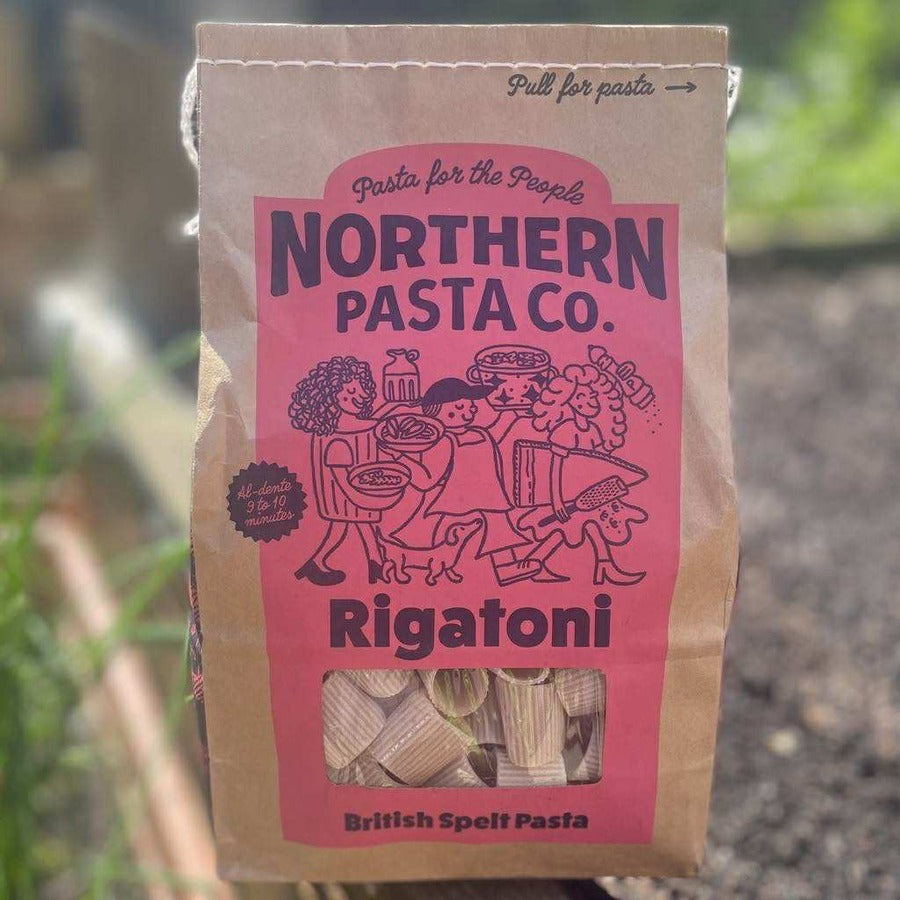 Pull for pasta →
Pasta for the People
NORTHERN
PASTA CO.
Al-dente
9 to 10
minutes
Rigatoni
British Spelt Pasta